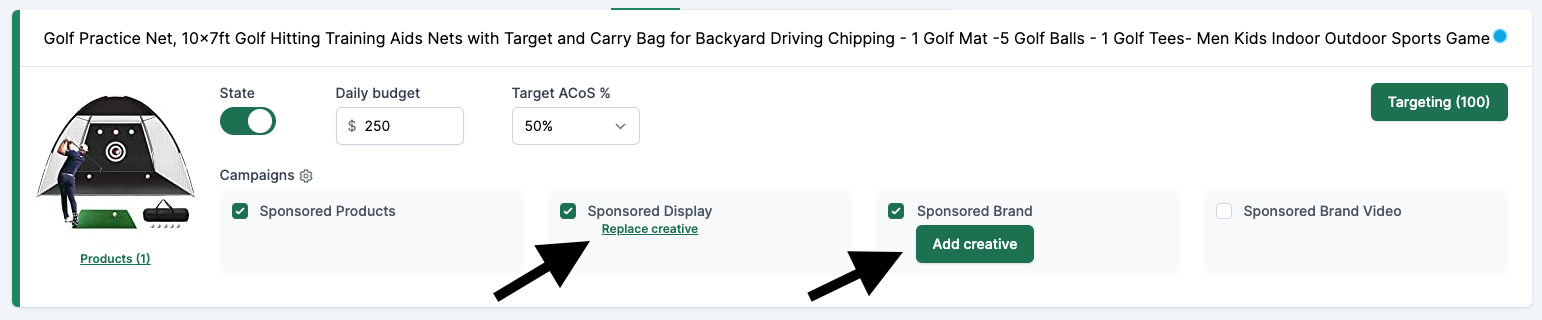 Golf Practice Net, 10×7ft Golf Hitting Training Aids Nets with Target and Carry Bag for Backyard Driving Chipping - 1 Golf Mat -5 Golf Balls - 1 Golf Tees- Men Kids Indoor Outdoor Sports Game
State
Daily budget
Target ACoS %
$ 250
50%
Targeting (100)
Campaigns
Sponsored Products
Sponsored Display
Replace creative
Sponsored Brand
Add creative
Sponsored Brand Video
Products (1)